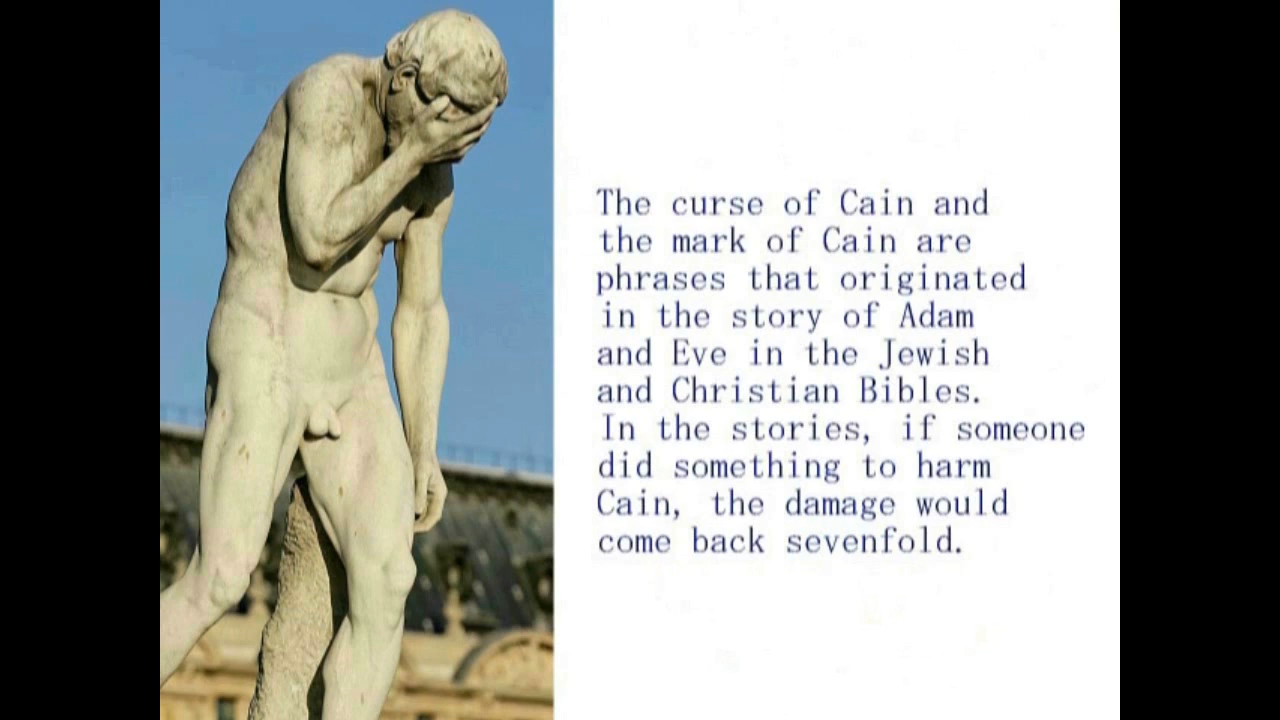 The curse of Cain and
the mark of Cain are
phrases that originated
in the story of Adam
and Eve in the Jewish
and Christian Bibles.
In the stories, if someone
did something to harm
Cain, the damage would
come back sevenfold.